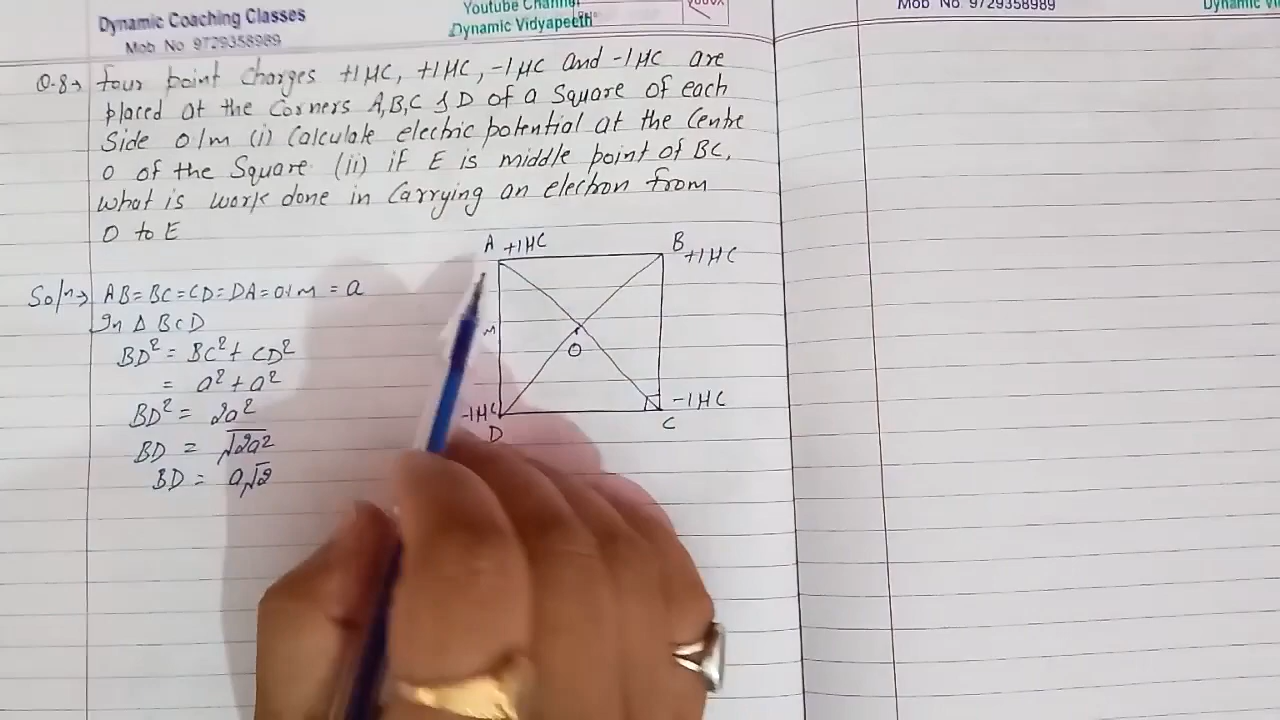 Dynamic Coaching Classes
Mob No 9729358989
Youtube Channel
Dynamic Vidyapeeth
Mob No. 9729358989
Dynamic Vi
Q.8→ Four point charges +1μC, +1μC, -1μC and -1μC are
placed at the Corners A,B,C & D of a Square of each
Side 0.1m (i) Calculate electric potential at the Centre
O of the Square (ii) if E is middle point of BC,
what is work done in Carrying an electron from
O to E
Soln→ AB=BC=CD=DA=0.1M = a
In Δ BCD
BD² = BC² + CD²
= a² + a²
BD² = 2a²
BD = √2a²
BD = a√2
A +1μC
B +1μC
M
O
-1μC
D
-1μC
C